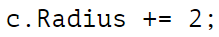 c.Radius += 2;